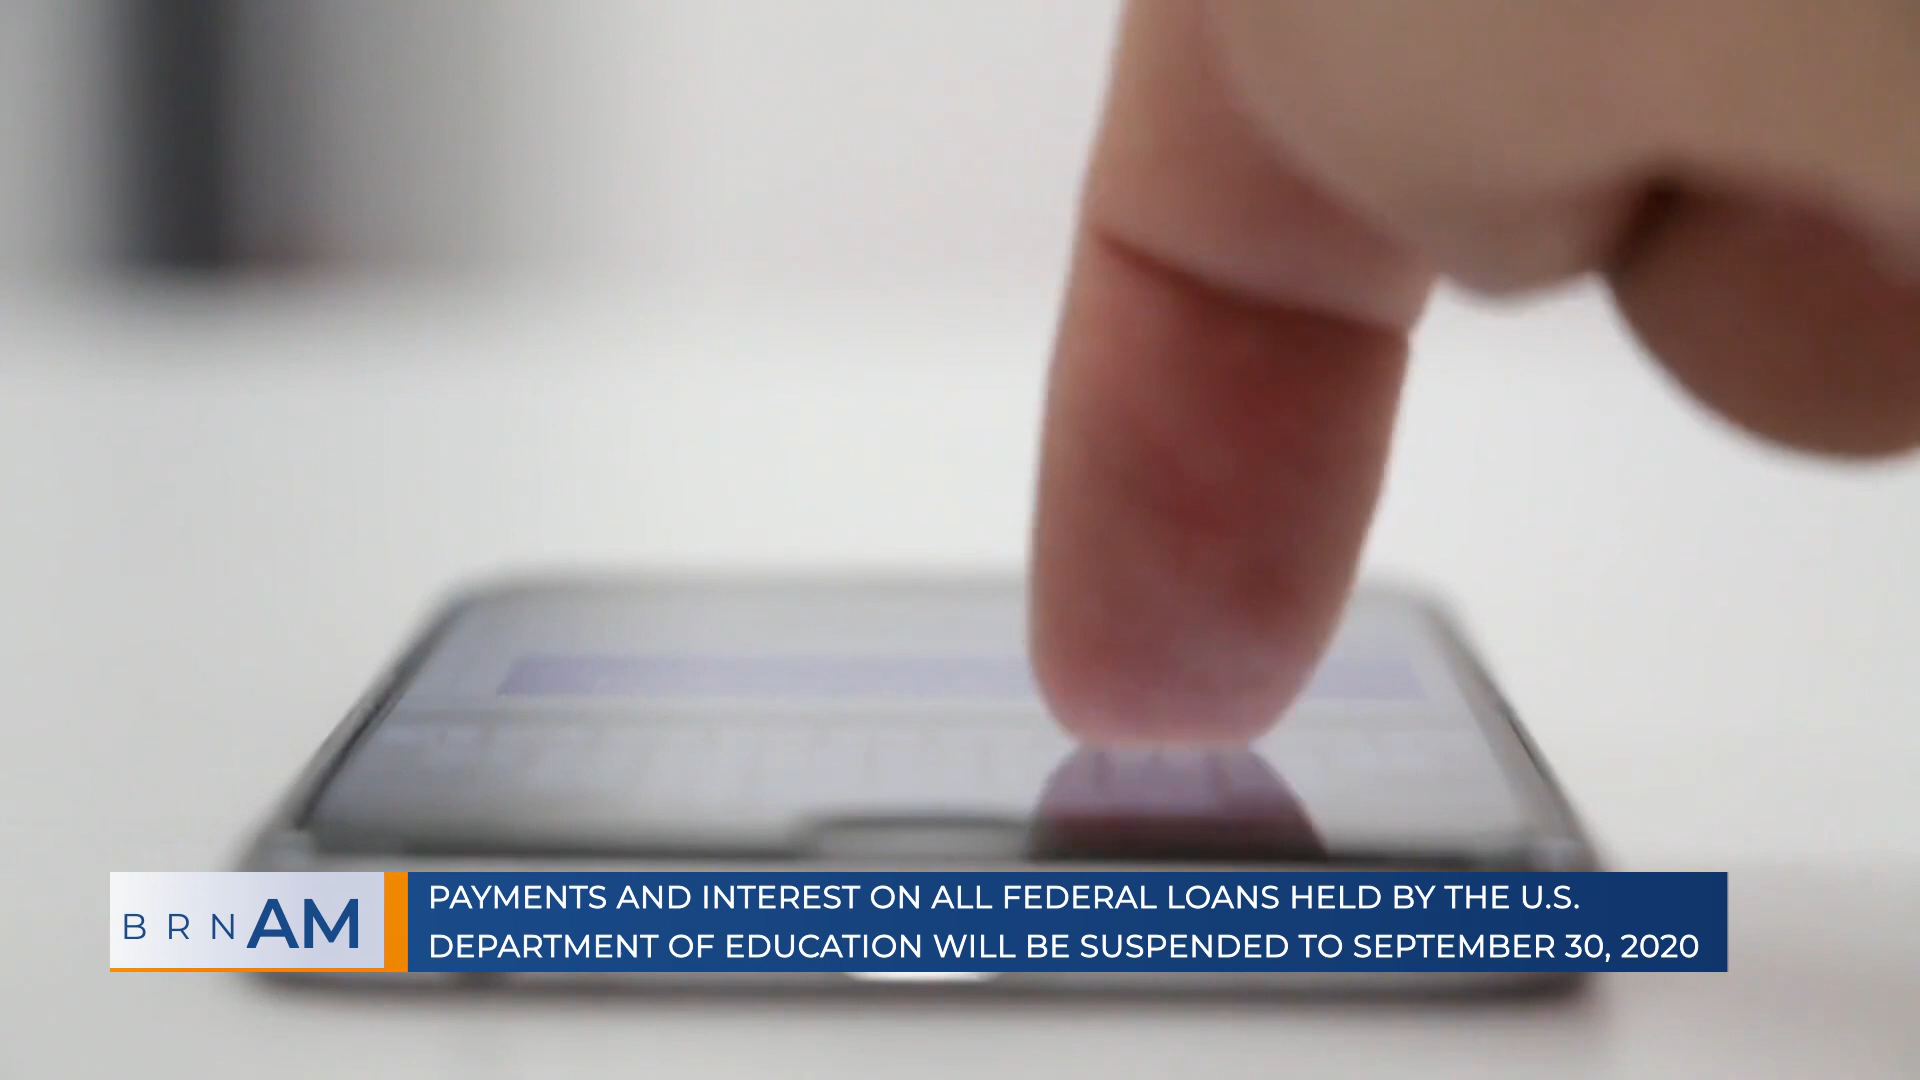 BRNAM
PAYMENTS AND INTEREST ON ALL FEDERAL LOANS HELD BY THE U.S.
DEPARTMENT OF EDUCATION WILL BE SUSPENDED TO SEPTEMBER 30, 2020